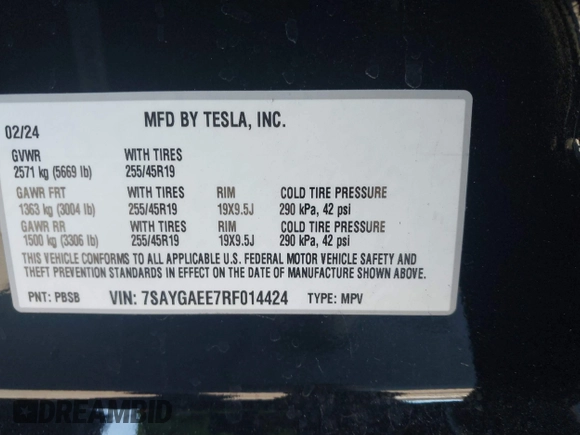 02/24 MFD BY TESLA, INC.
GVWR WITH TIRES
2571 kg (5669 lb) 255/45R19
GAWR FRT WITH TIRES RIM COLD TIRE PRESSURE
1363 kg (3004 lb) 255/45R19 19X9.5J 290 kPa, 42 psi
GAWR RR WITH TIRES RIM COLD TIRE PRESSURE
1500 kg (3306 lb) 255/45R19 19X9.5J 290 kPa, 42 psi
THIS VEHICLE CONFORMS TO ALL APPLICABLE U.S. FEDERAL MOTOR VEHICLE SAFETY AND
THEFT PREVENTION STANDARDS IN EFFECT ON THE DATE OF MANUFACTURE SHOWN ABOVE.
PNT: PBSB VIN: 7SAYGAEE7RF014424 TYPE: MPV
DREAMBID